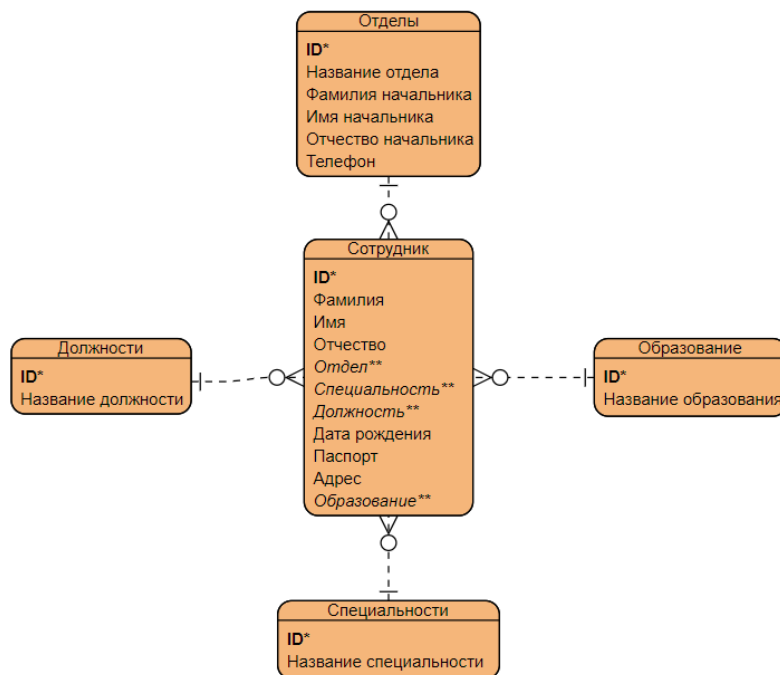 Отделы
ID*
Название отдела
Фамилия начальника
Имя начальника
Отчество начальника
Телефон
Сотрудник
ID*
Фамилия
Имя
Отчество
Отдел**
Специальность**
Должность**
Дата рождения
Паспорт
Адрес
Образование**
Должности
ID*
Название должности
Образование
ID*
Название образования
Специальности
ID*
Название специальности